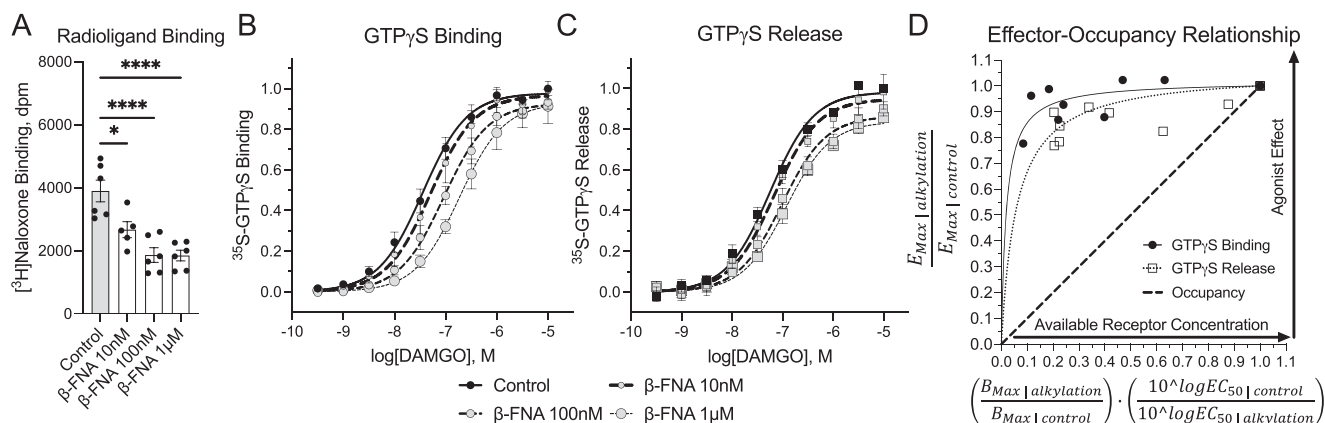 A
Radioligand Binding
[³H]Naloxone Binding, dpm
8000
6000
4000
2000
0
****
****
*
Control
β-FNA 10nM
β-FNA 100nM
β-FNA 1µM
B
GTPγS Binding
³⁵S-GTPγS Binding
1.0
0.8
0.6
0.4
0.2
0.0
-10 -9 -8 -7 -6 -5 -4
log[DAMGO], M
C
GTPγS Release
³⁵S-GTPγS Release
1.0
0.8
0.6
0.4
0.2
0.0
-10 -9 -8 -7 -6 -5
log[DAMGO], M
Control
β-FNA 10nM
β-FNA 100nM
β-FNA 1µM
D
Effector-Occupancy Relationship
E_Max | alkylation
E_Max | control
1.1
1.0
0.9
0.8
0.7
0.6
0.5
0.4
0.3
0.2
0.1
0.0
Agonist Effect
GTPγS Binding
GTPγS Release
Occupancy
Available Receptor Concentration
0.0 0.1 0.2 0.3 0.4 0.5 0.6 0.7 0.8 0.9 1.0 1.1
(B_Max | alkylation / B_Max | control) · (10^logEC₅₀ | control / 10^logEC₅₀ | alkylation)